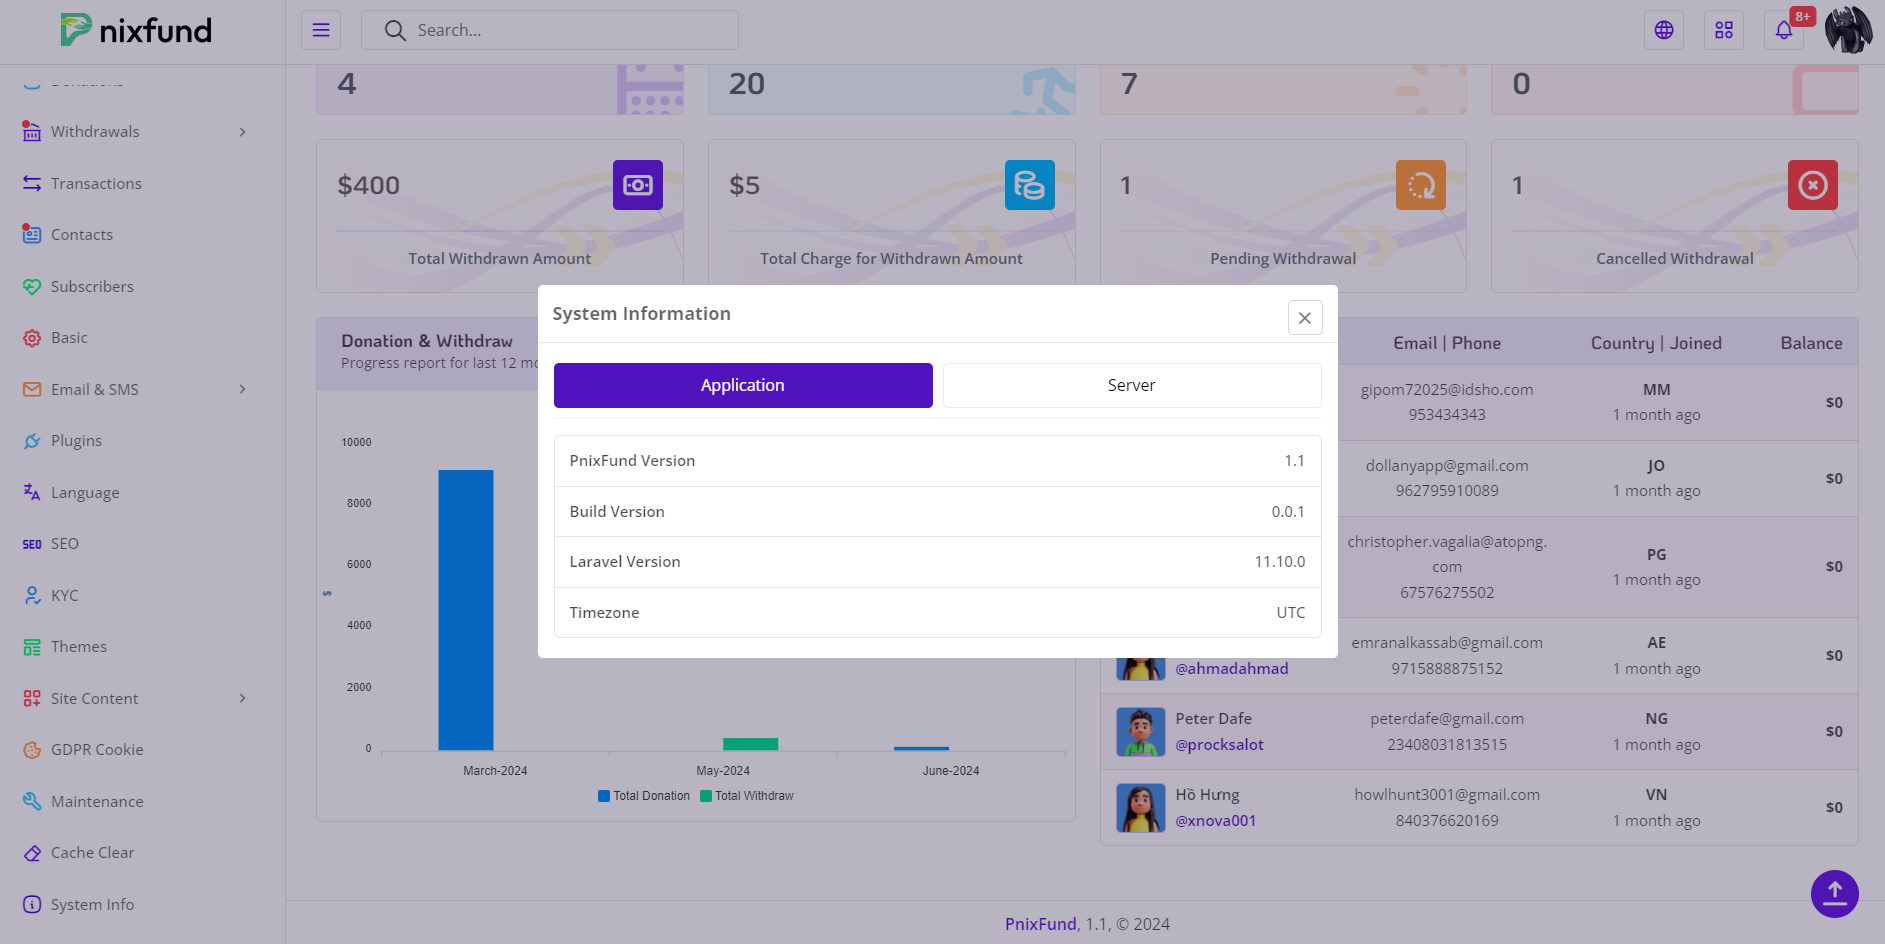 Pnixfund
Search...
8+
Donations
Withdrawals
Transactions
Contacts
Subscribers
Basic
Email & SMS
Plugins
Language
SEO SEO
KYC
Themes
Site Content
GDPR Cookie
Maintenance
Cache Clear
System Info
4
20
7
0
$400
Total Withdrawn Amount
$5
Total Charge for Withdrawn Amount
1
Pending Withdrawal
1
Cancelled Withdrawal
Donation & Withdraw
Progress report for last 12
10000
8000
6000
4000
2000
0
$
March-2024
May-2024
June-2024
Total Donation
Total Withdraw
System Information
Application
Server
PnixFund Version 1.1
Build Version 0.0.1
Laravel Version 11.10.0
Timezone UTC
Email | Phone
Country | Joined
Balance
gipom72025@idsho.com
953434343
MM
1 month ago
$0
dollanyapp@gmail.com
962795910089
JO
1 month ago
$0
christopher.vagalia@atopng.
com
67576275502
PG
1 month ago
$0
@ahmadahmad
emranalkassab@gmail.com
9715888875152
AE
1 month ago
$0
Peter Dafe
@procksalot
peterdafe@gmail.com
23408031813515
NG
1 month ago
$0
Hồ Hưng
@xnova001
howlhunt3001@gmail.com
840376620169
VN
1 month ago
$0
PnixFund, 1.1, © 2024